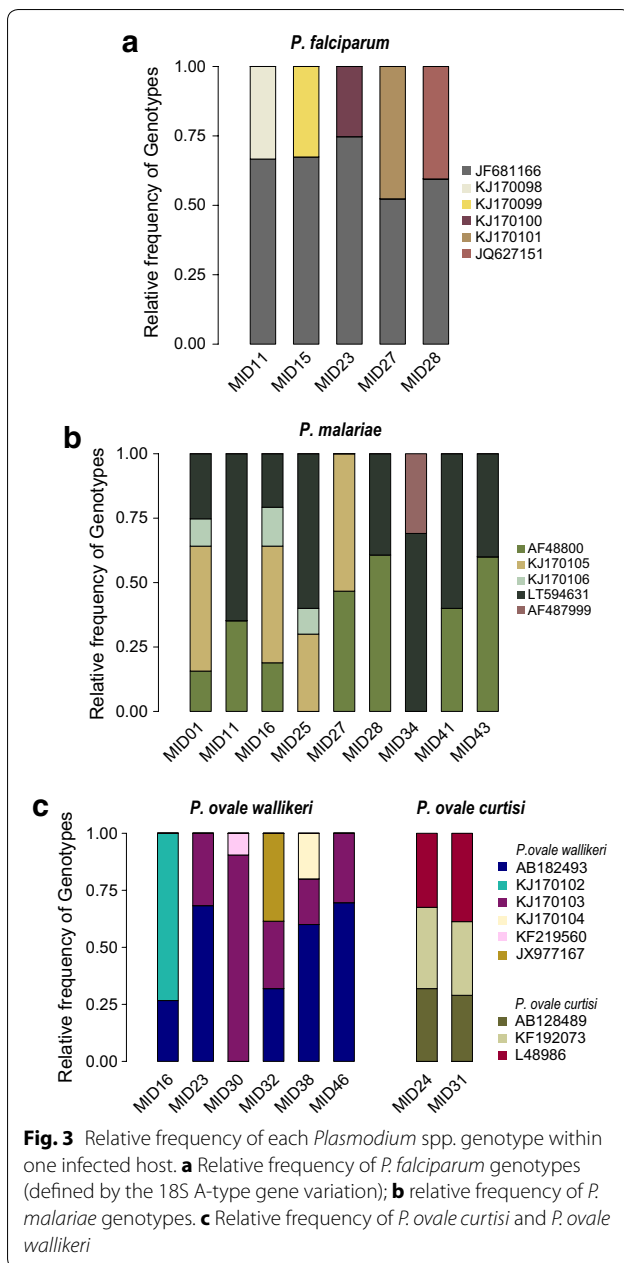 a
P. falciparum
Relative frequency of Genotypes
1.00
0.75
0.50
0.25
0.00
MID11
MID15
MID23
MID27
MID28
JF681166
KJ170098
KJ170099
KJ170100
KJ170101
JQ627151
b
P. malariae
Relative frequency of Genotypes
1.00
0.75
0.50
0.25
0.00
MID01
MID11
MID16
MID25
MID27
MID28
MID34
MID41
MID43
AF48800
KJ170105
KJ170106
LT594631
AF487999
c
P. ovale wallikeri
P. ovale curtisi
Relative frequency of Genotypes
1.00
0.75
0.50
0.25
0.00
MID16
MID23
MID30
MID32
MID38
MID46
MID24
MID31
P.ovale wallikeri
AB182493
KJ170102
KJ170103
KJ170104
KF219560
JX977167
P. ovale curtisi
AB128489
KF192073
L48986
Fig. 3 Relative frequency of each Plasmodium spp. genotype within
one infected host. a Relative frequency of P. falciparum genotypes
(defined by the 18S A-type gene variation); b relative frequency of P.
malariae genotypes. c Relative frequency of P. ovale curtisi and P. ovale
wallikeri